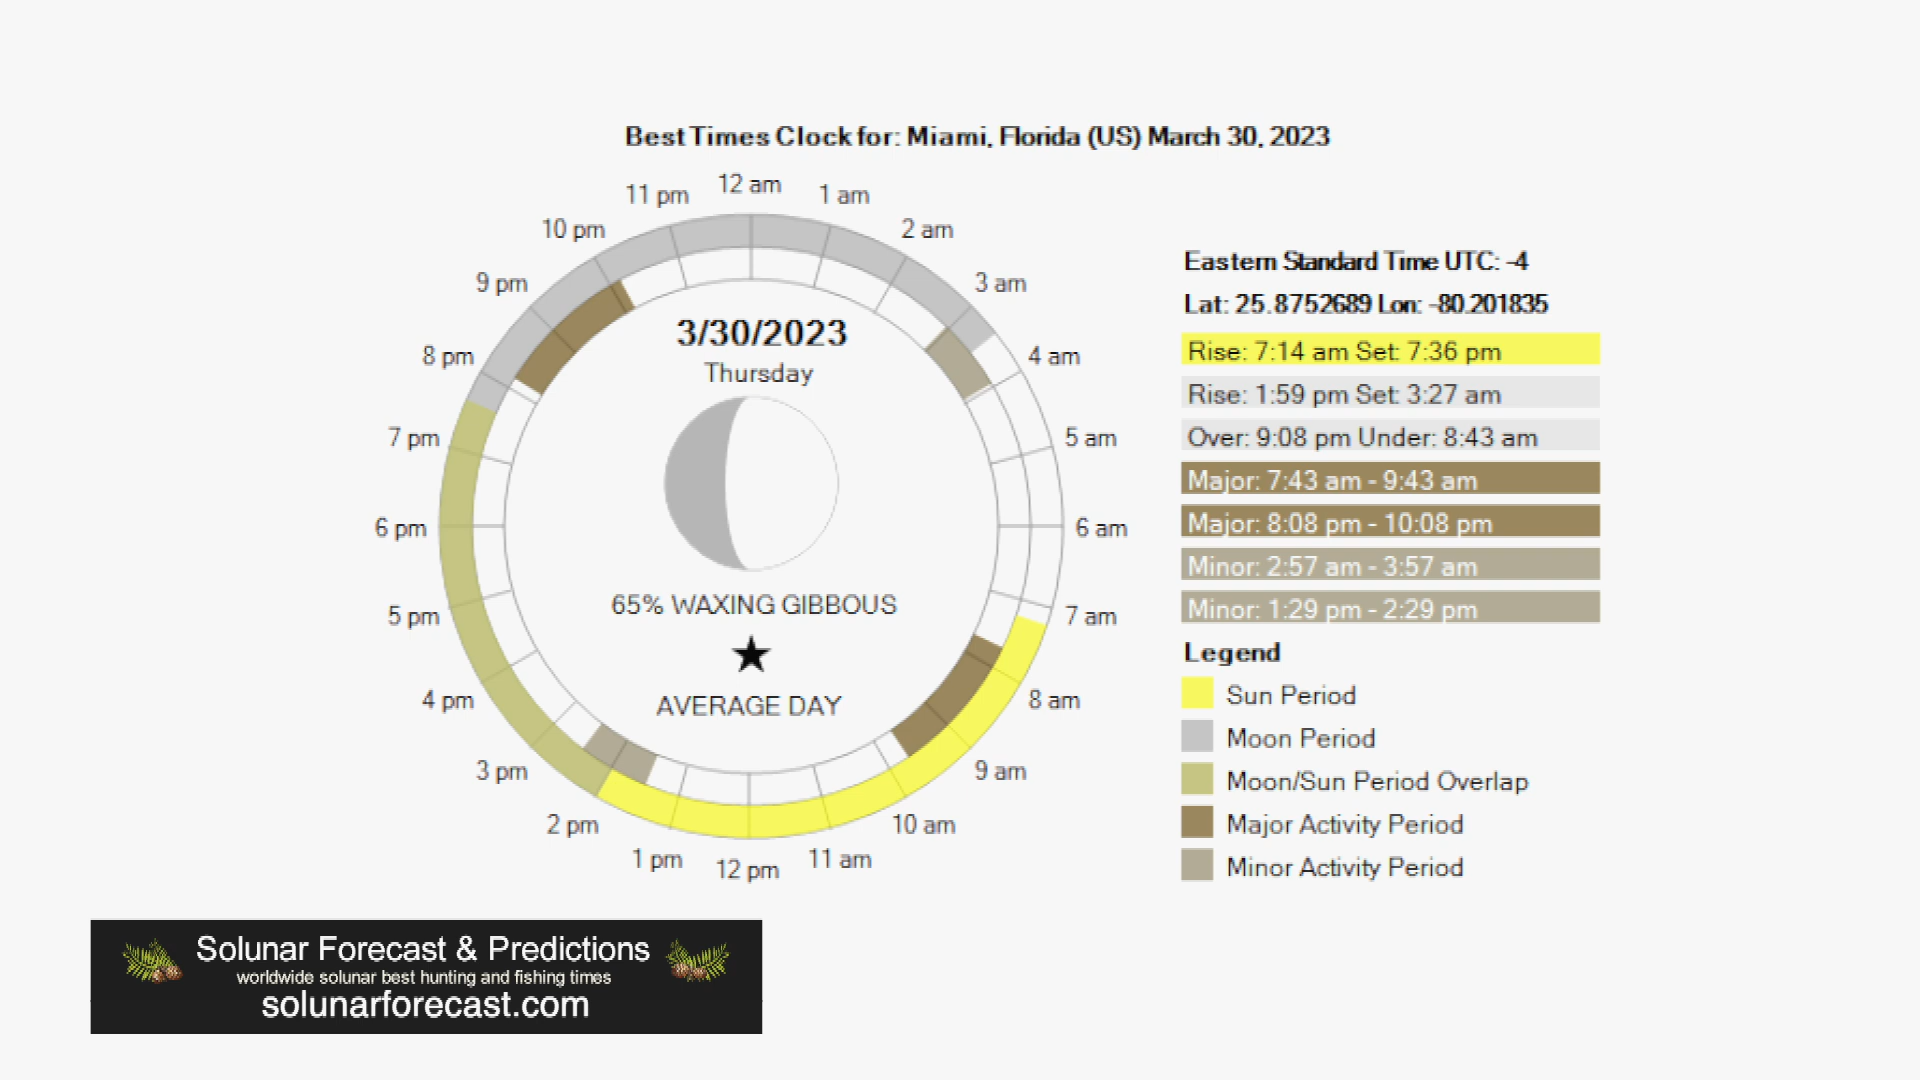 Best Times Clock for: Miami, Florida (US) March 30, 2023
12 am
11 pm
1 am
10 pm
2 am
9 pm
3 am
8 pm
4 am
7 pm
5 am
6 pm
6 am
5 pm
7 am
4 pm
8 am
3 pm
9 am
2 pm
10 am
1 pm
11 am
12 pm
3/30/2023
Thursday
65% WAXING GIBBOUS
AVERAGE DAY
Eastern Standard Time UTC: -4
Lat: 25.8752689 Lon: -80.201835
Rise: 7:14 am Set: 7:36 pm
Rise: 1:59 pm Set: 3:27 am
Over: 9:08 pm Under: 8:43 am
Major: 7:43 am - 9:43 am
Major: 8:08 pm - 10:08 pm
Minor: 2:57 am - 3:57 am
Minor: 1:29 pm - 2:29 pm
Legend
Sun Period
Moon Period
Moon/Sun Period Overlap
Major Activity Period
Minor Activity Period
Solunar Forecast & Predictions
worldwide solunar best hunting and fishing times
solunarforecast.com